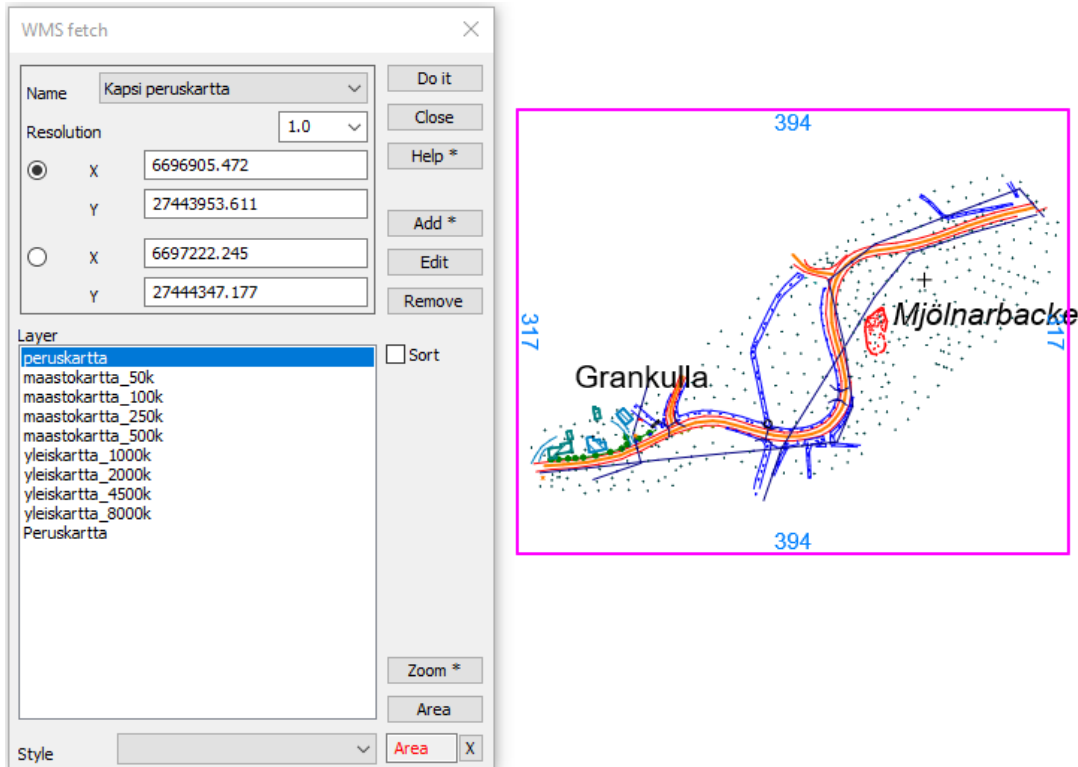 WMS fetch
Name Kapsi peruskartta Do it
Resolution 1.0 Close
X 6696905.472 Help *
Y 27443953.611 Add *
X 6697222.245 Edit
Y 27444347.177 Remove
Layer
Sort
peruskartta
maastokartta_50k
maastokartta_100k
maastokartta_250k
maastokartta_500k
yleiskartta_1000k
yleiskartta_2000k
yleiskartta_4500k
yleiskartta_8000k
Peruskartta
Zoom *
Area
Style Area X
394
317
Mjölnarbacke
317
Grankulla
394